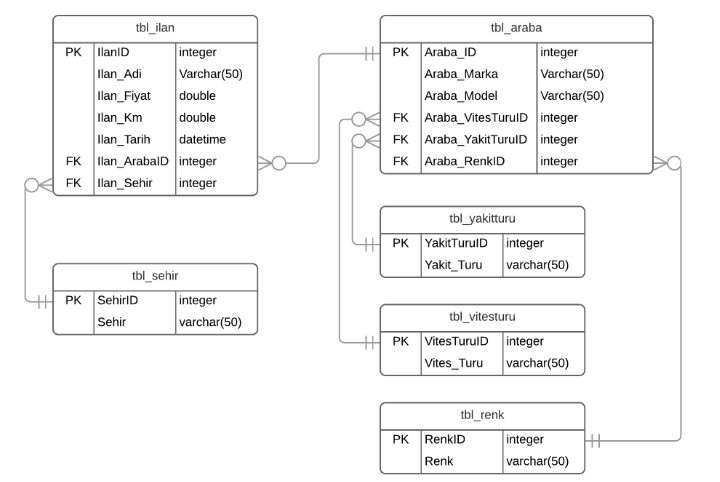 tbl_ilan
PK IlanID integer
Ilan_Adi Varchar(50)
Ilan_Fiyat double
Ilan_Km double
Ilan_Tarih datetime
FK Ilan_ArabaID integer
FK Ilan_Sehir integer
tbl_araba
PK Araba_ID integer
Araba_Marka Varchar(50)
Araba_Model Varchar(50)
FK Araba_VitesTuruID integer
FK Araba_YakitTuruID integer
FK Araba_RenkID integer
tbl_sehir
PK SehirID integer
Sehir varchar(50)
tbl_yakitturu
PK YakitTuruID integer
Yakit_Turu varchar(50)
tbl_vitesturu
PK VitesTuruID integer
Vites_Turu varchar(50)
tbl_renk
PK RenkID integer
Renk varchar(50)